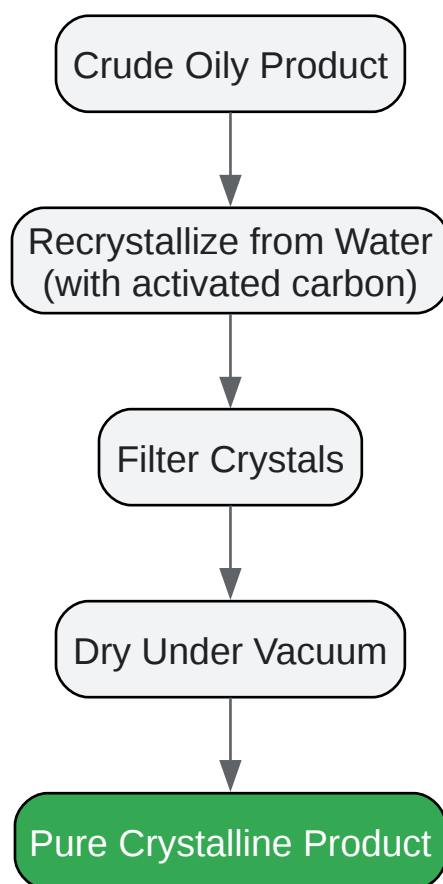 Crude Oily Product
Recrystallize from Water
(with activated carbon)
Filter Crystals
Dry Under Vacuum
Pure Crystalline Product